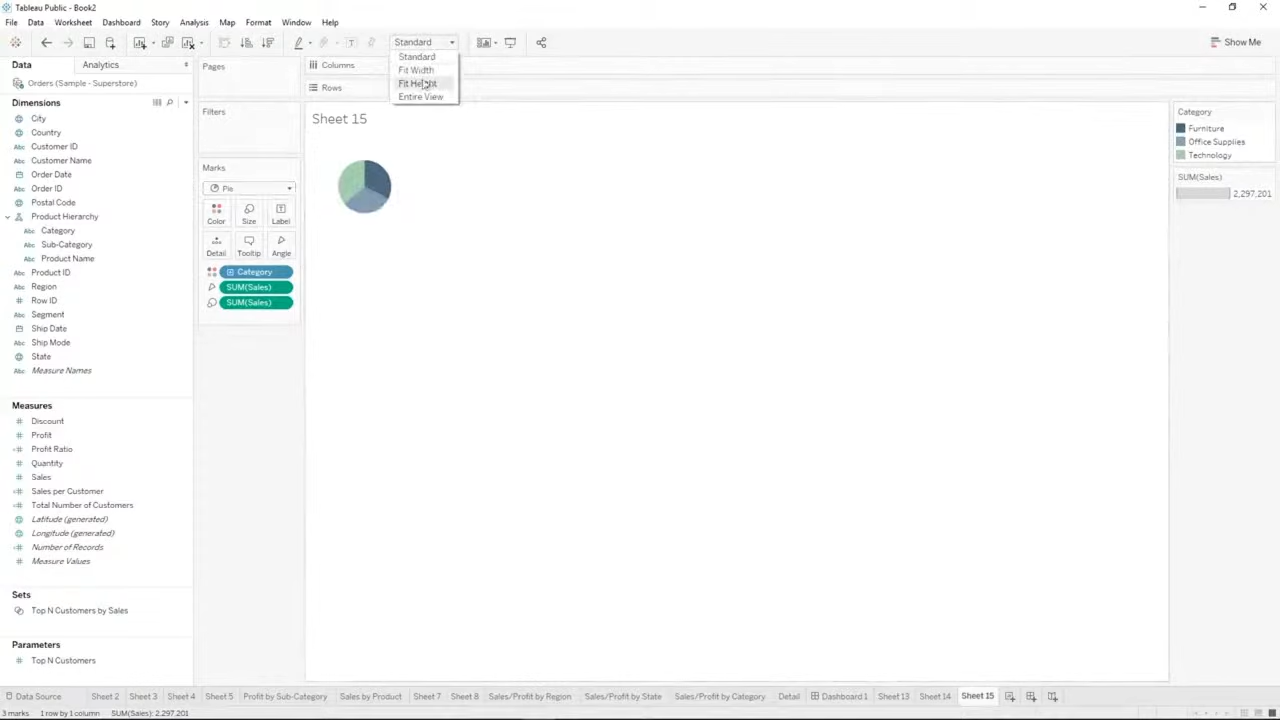 Tableau Public - Book2
File Data Worksheet Dashboard Story Analysis Map Format Window Help
Standard Show Me
Standard
Fit Width
Fit Height
Entire View
Data Analytics
Orders (Sample - Superstore)
Dimensions
City
Country
Customer ID
Customer Name
Order Date
Order ID
Postal Code
Product Hierarchy
Category
Sub-Category
Product Name
Product ID
Region
Row ID
Segment
Ship Date
Ship Mode
State
Measure Names
Measures
Discount
Profit
Profit Ratio
Quantity
Sales
Sales per Customer
Total Number of Customers
Latitude (generated)
Longitude (generated)
Number of Records
Measure Values
Sets
Top N Customers by Sales
Parameters
Top N Customers
Pages
Filters
Marks
Pie
Color Size Label
Detail Tooltip Angle
Category
SUM(Sales)
SUM(Sales)
Columns
Rows
Sheet 15
Category
Furniture
Office Supplies
Technology
SUM(Sales)
2,297,201
Data Source Sheet 2 Sheet 3 Sheet 4 Sheet 5 Profit by Sub-Category Sales by Product Sheet 7 Sheet 8 Sales/Profit by Region Sales/Profit by State Sales/Profit by Category Detail Dashboard 1 Sheet 13 Sheet 14 Sheet 15
3 marks 1 row by 1 column SUM(Sales): 2,297,201